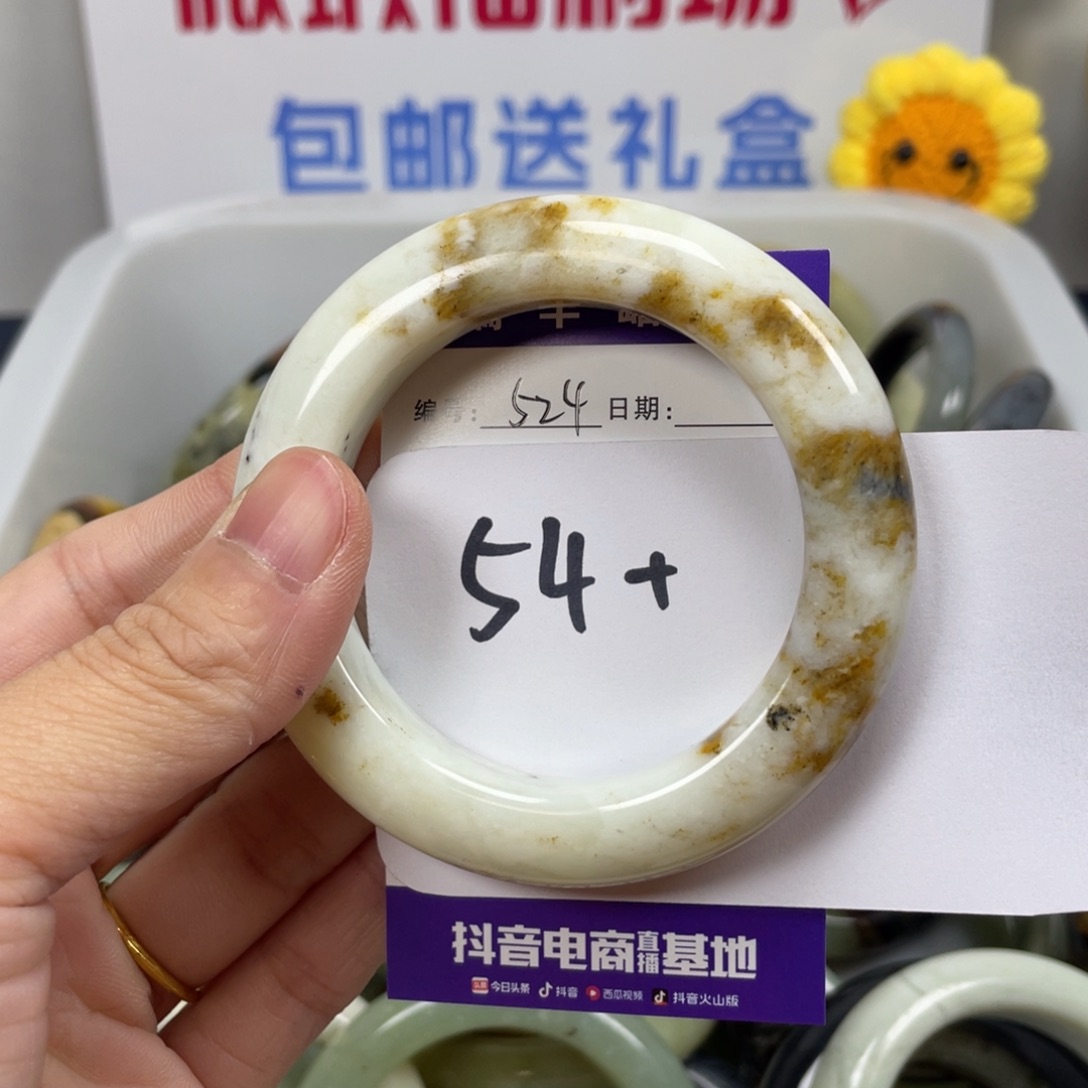 包邮送礼盒
编号: 524 日期:
54+
抖音电商直播基地
今日头条 抖音 西瓜视频 抖音火山版